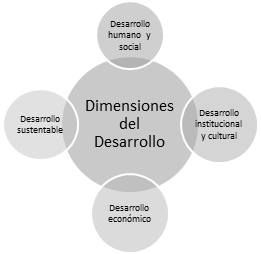 Desarrollo
humano y
social
Dimensiones
del
Desarrollo
Desarrollo
sustentable
Desarrollo
institucional
y cultural
Desarrollo
económico